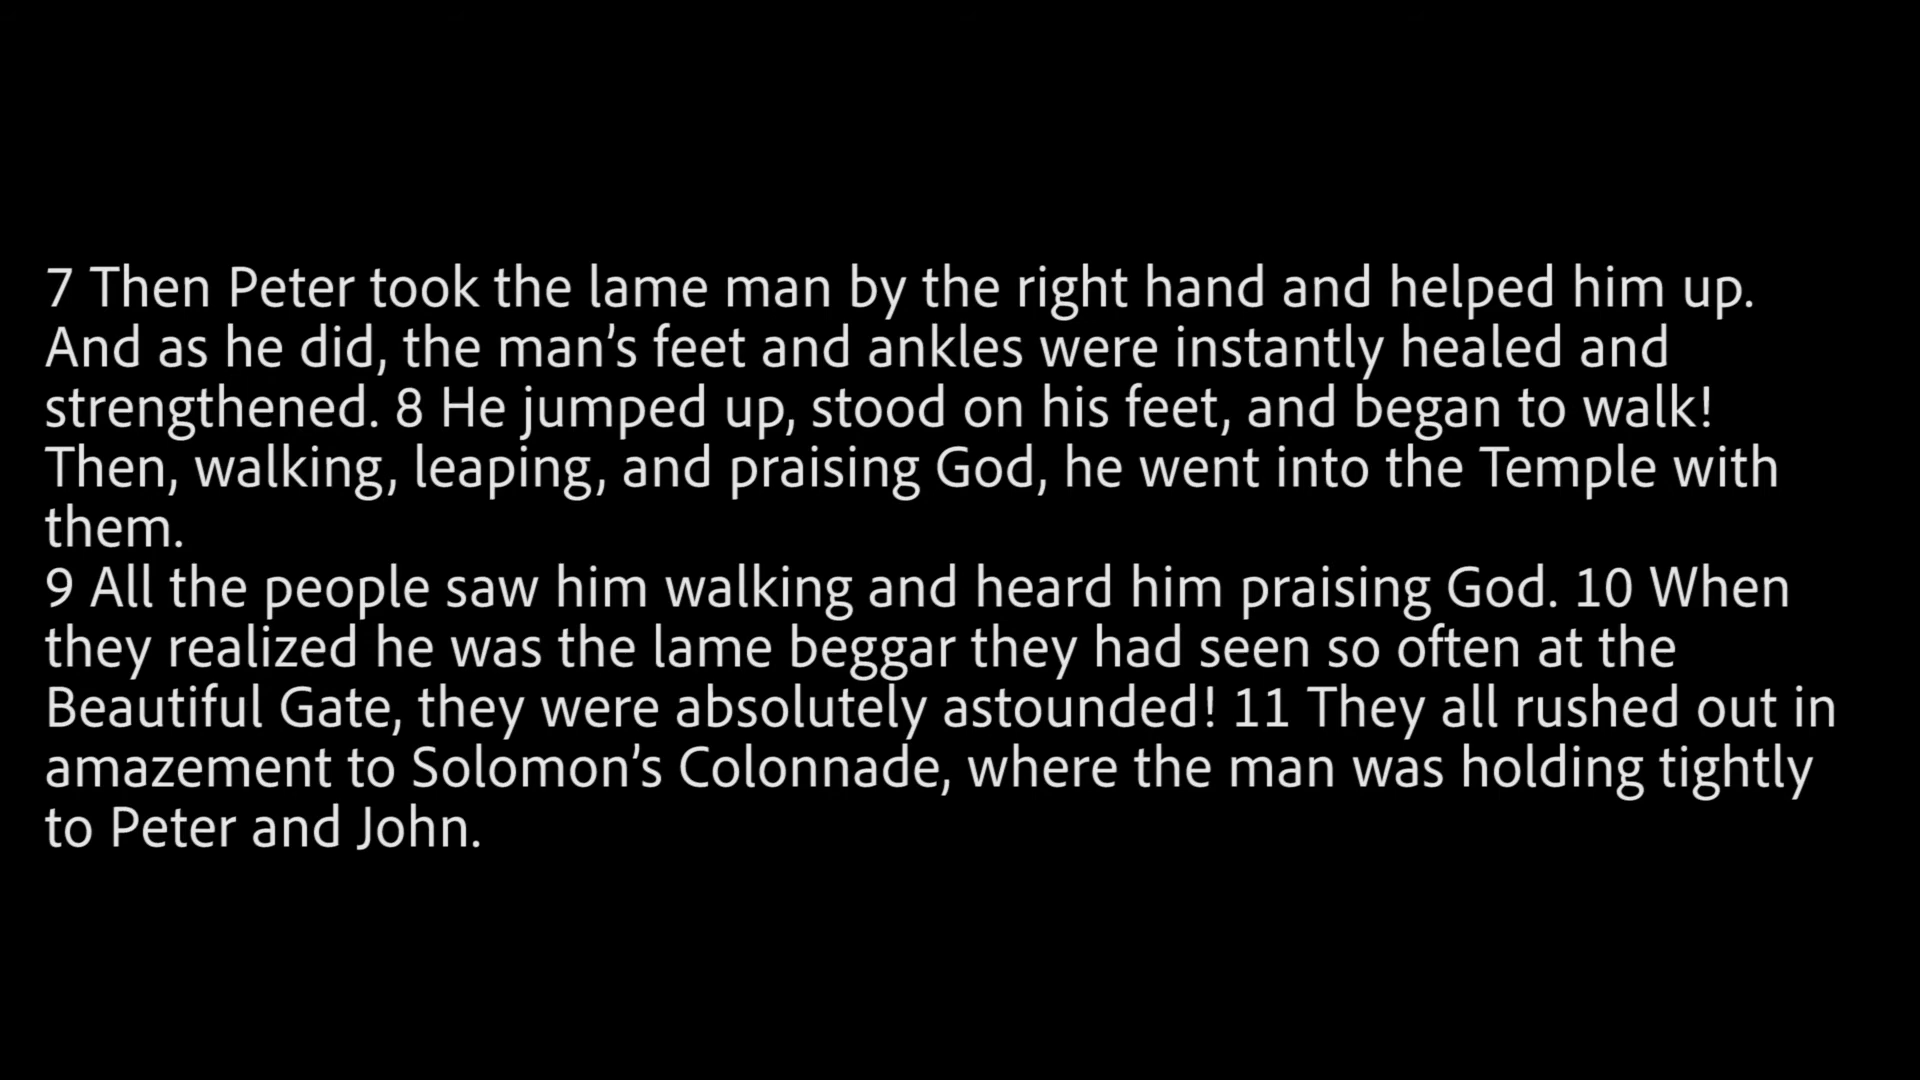 7 Then Peter took the lame man by the right hand and helped him up.
And as he did, the man’s feet and ankles were instantly healed and
strengthened. 8 He jumped up, stood on his feet, and began to walk!
Then, walking, leaping, and praising God, he went into the Temple with
them.
9 All the people saw him walking and heard him praising God. 10 When
they realized he was the lame beggar they had seen so often at the
Beautiful Gate, they were absolutely astounded! 11 They all rushed out in
amazement to Solomon’s Colonnade, where the man was holding tightly
to Peter and John.